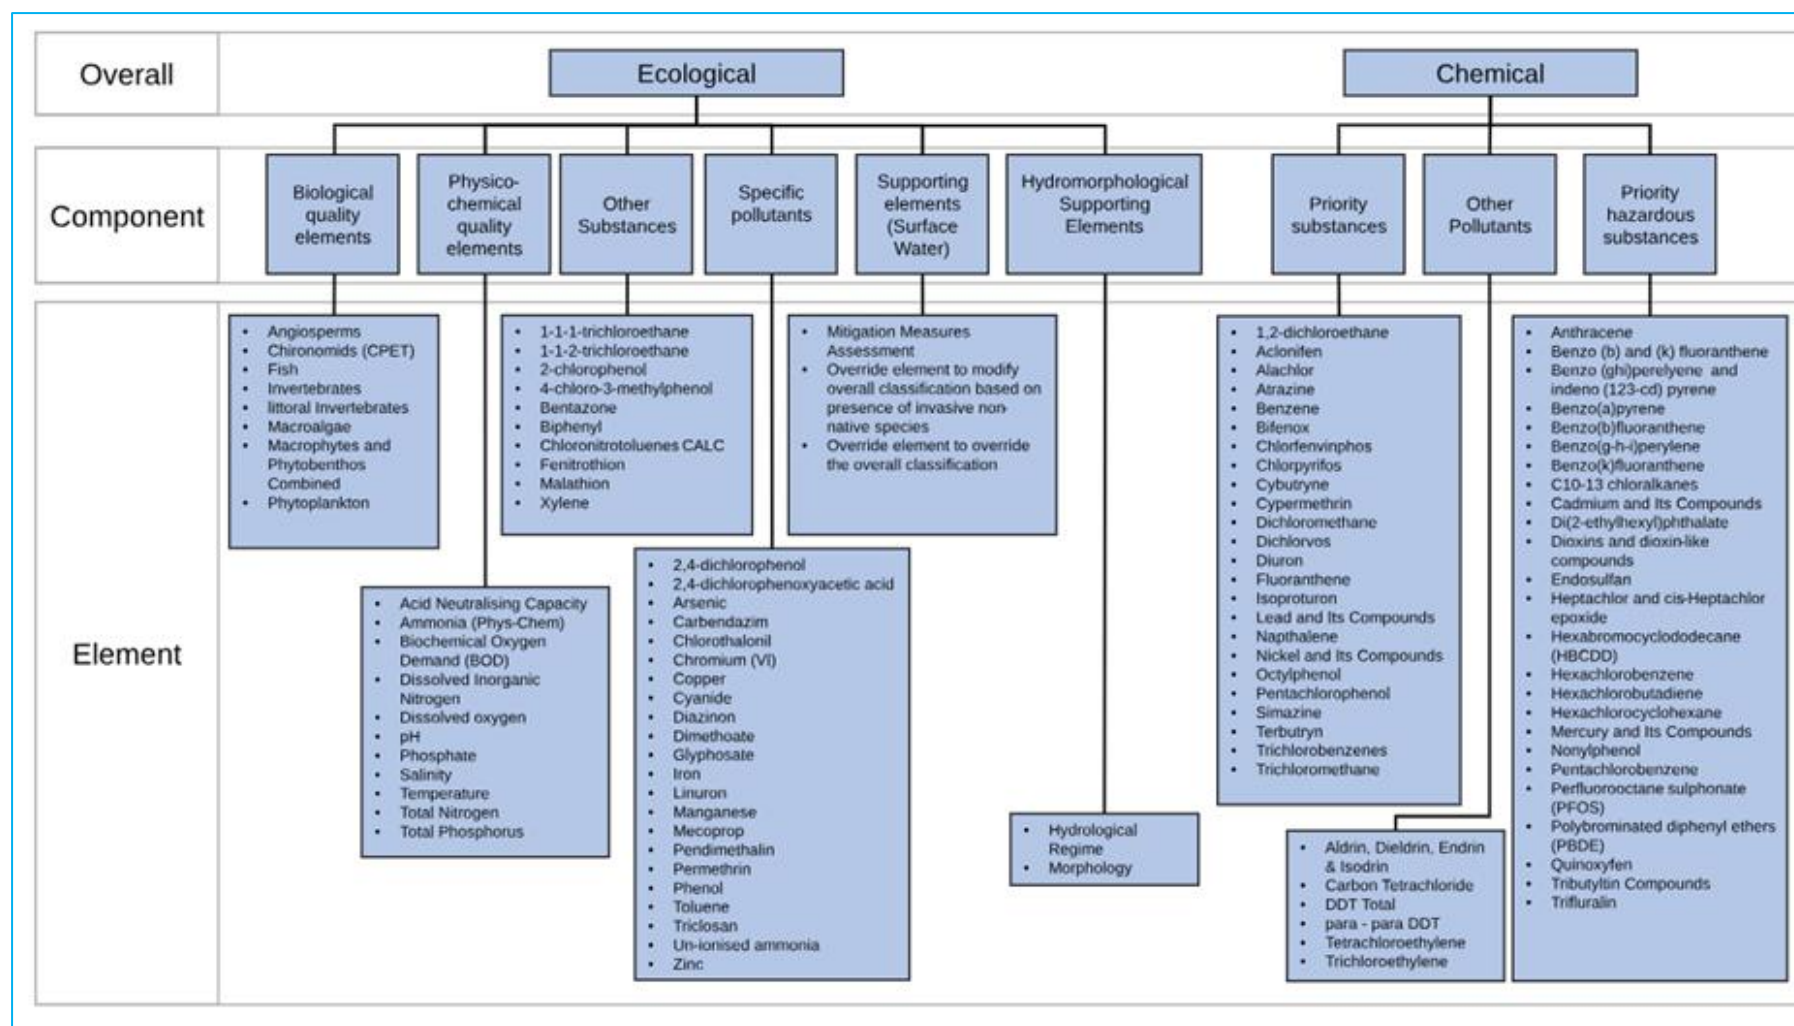 Overall
Ecological
Chemical
Component
Biological
quality
elements
Physico-
chemical
quality
elements
Other
Substances
Specific
pollutants
Supporting
elements
(Surface
Water)
Hydromorphological
Supporting
Elements
Priority
substances
Other
Pollutants
Priority
hazardous
substances
Element
• Angiosperms
• Chironomids (CPET)
• Fish
• Invertebrates
• littoral Invertebrates
• Macroalgae
• Macrophytes and
Phytobenthos
Combined
• Phytoplankton
• Acid Neutralising Capacity
• Ammonia (Phys-Chem)
• Biochemical Oxygen
Demand (BOD)
• Dissolved Inorganic
Nitrogen
• Dissolved oxygen
• pH
• Phosphate
• Salinity
• Temperature
• Total Nitrogen
• Total Phosphorus
• 1-1-1-trichloroethane
• 1-1-2-trichloroethane
• 2-chlorophenol
• 4-chloro-3-methylphenol
• Bentazone
• Biphenyl
• Chloronitrotoluenes CALC
• Fenitrothion
• Malathion
• Xylene
• 2,4-dichlorophenol
• 2,4-dichlorophenoxyacetic acid
• Arsenic
• Carbendazim
• Chlorothalonil
• Chromium (VI)
• Copper
• Cyanide
• Diazinon
• Dimethoate
• Glyphosate
• Iron
• Linuron
• Manganese
• Mecoprop
• Pendimethalin
• Permethrin
• Phenol
• Toluene
• Triclosan
• Un-ionised ammonia
• Zinc
• Mitigation Measures
Assessment
• Override element to modify
overall classification based on
presence of invasive non-
native species
• Override element to override
the overall classification
• Hydrological
Regime
• Morphology
• 1,2-dichloroethane
• Aclonifen
• Alachlor
• Atrazine
• Benzene
• Bifenox
• Chlorfenvinphos
• Chlorpyrifos
• Cybutryne
• Cypermethrin
• Dichloromethane
• Dichlorvos
• Diuron
• Fluoranthene
• Isoproturon
• Lead and Its Compounds
• Napthalene
• Nickel and Its Compounds
• Octylphenol
• Pentachlorophenol
• Simazine
• Terbutryn
• Trichlorobenzenes
• Trichloromethane
• Aldrin, Dieldrin, Endrin
& Isodrin
• Carbon Tetrachloride
• DDT Total
• para - para DDT
• Tetrachloroethylene
• Trichloroethylene
• Anthracene
• Benzo (b) and (k) fluoranthene
• Benzo (ghi)perelyene and
indeno (123-cd) pyrene
• Benzo(a)pyrene
• Benzo(b)fluoranthene
• Benzo(g-h-i)perylene
• Benzo(k)fluoranthene
• C10-13 chloralkanes
• Cadmium and Its Compounds
• Di(2-ethylhexyl)phthalate
• Dioxins and dioxin-like
compounds
• Endosulfan
• Heptachlor and cis-Heptachlor
epoxide
• Hexabromocyclododecane
(HBCDD)
• Hexachlorobenzene
• Hexachlorobutadiene
• Hexachlorocyclohexane
• Mercury and Its Compounds
• Nonylphenol
• Pentachlorobenzene
• Perfluorooctane sulphonate
(PFOS)
• Polybrominated diphenyl ethers
(PBDE)
• Quinoxyfen
• Tributyltin Compounds
• Trifluralin